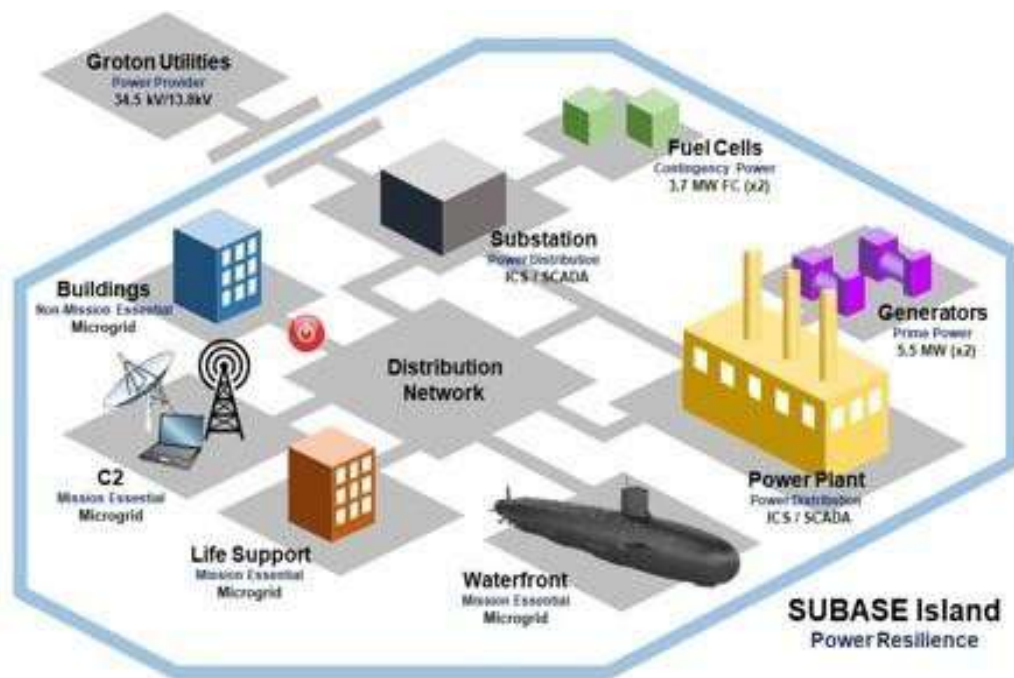 Groton Utilities
Power Provider
34.5 kV/13.8kV
Fuel Cells
Contingency Power
3.7 MW FC (x2)
Substation
Power Distribution
ICS / SCADA
Buildings
Non-Mission Essential
Microgrid
Generators
Prime Power
5.5 MW (x2)
Distribution
Network
C2
Mission Essential
Microgrid
Power Plant
Power Distribution
ICS / SCADA
Life Support
Mission Essential
Microgrid
Waterfront
Mission Essential
Microgrid
SUBASE Island
Power Resilience